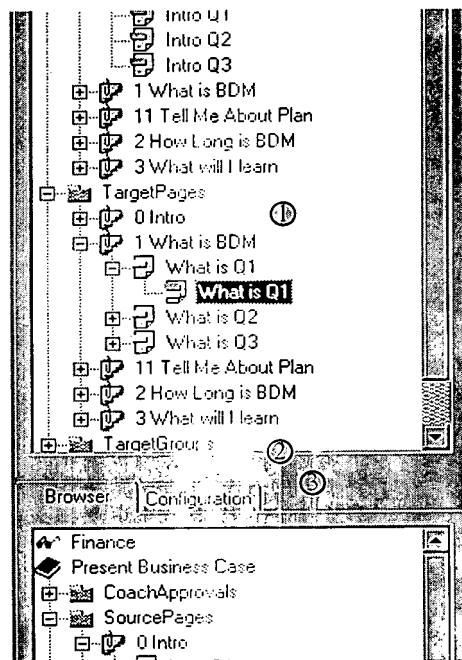 Intro Q1
Intro Q2
Intro Q3
1 What is BDM
11 Tell Me About Plan
2 How Long is BDM
3 What will I learn
TargetPages
0 Intro ①
1 What is BDM
What is Q1
What is Q1
What is Q2
What is Q3
11 Tell Me About Plan
2 How Long is BDM
3 What will I learn
TargetGroups ②
Browser Configuration ③
Finance
Present Business Case
CoachApprovals
SourcePages
0 Intro